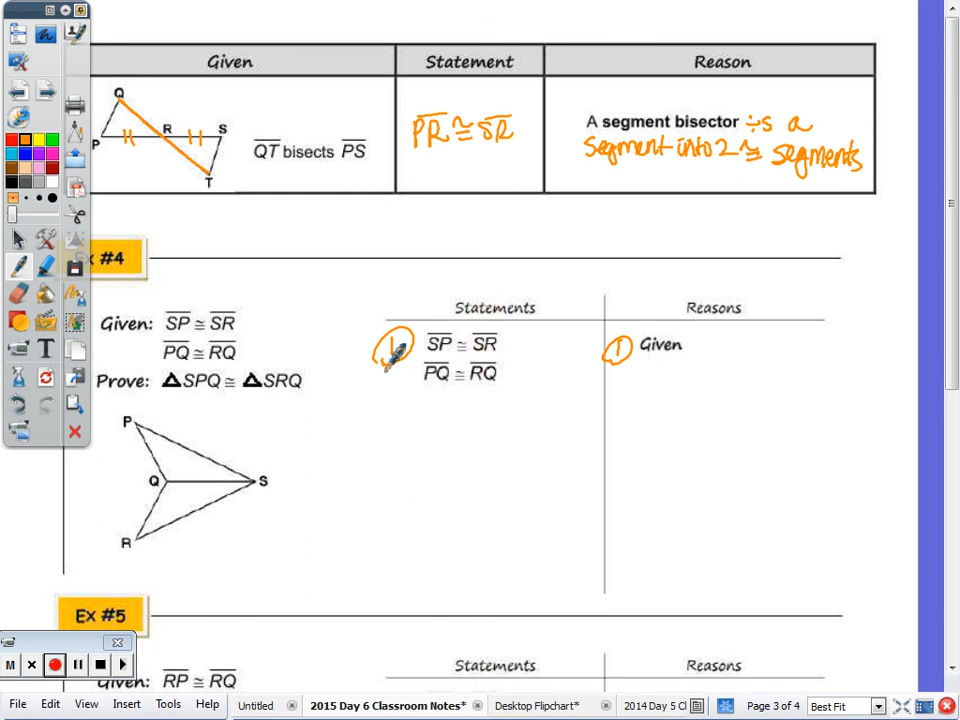 Given Statement Reason
Q
P R S
T
QT bisects PS
PR ≅ SR
A segment bisector ÷s a
segment into 2 ≅ segments
Ex #4
Statements Reasons
Given: SP ≅ SR
PQ ≅ RQ
Prove: △SPQ ≅ △SRQ
1 SP ≅ SR 1 Given
PQ ≅ RQ
P
Q S
R
Ex #5
Statements Reasons
Given: RP ≅ RQ
M
T
File Edit View Insert Tools Help Untitled 2015 Day 6 Classroom Notes* Desktop Flipchart* 2014 Day 5 Cl Page 3 of 4 Best Fit